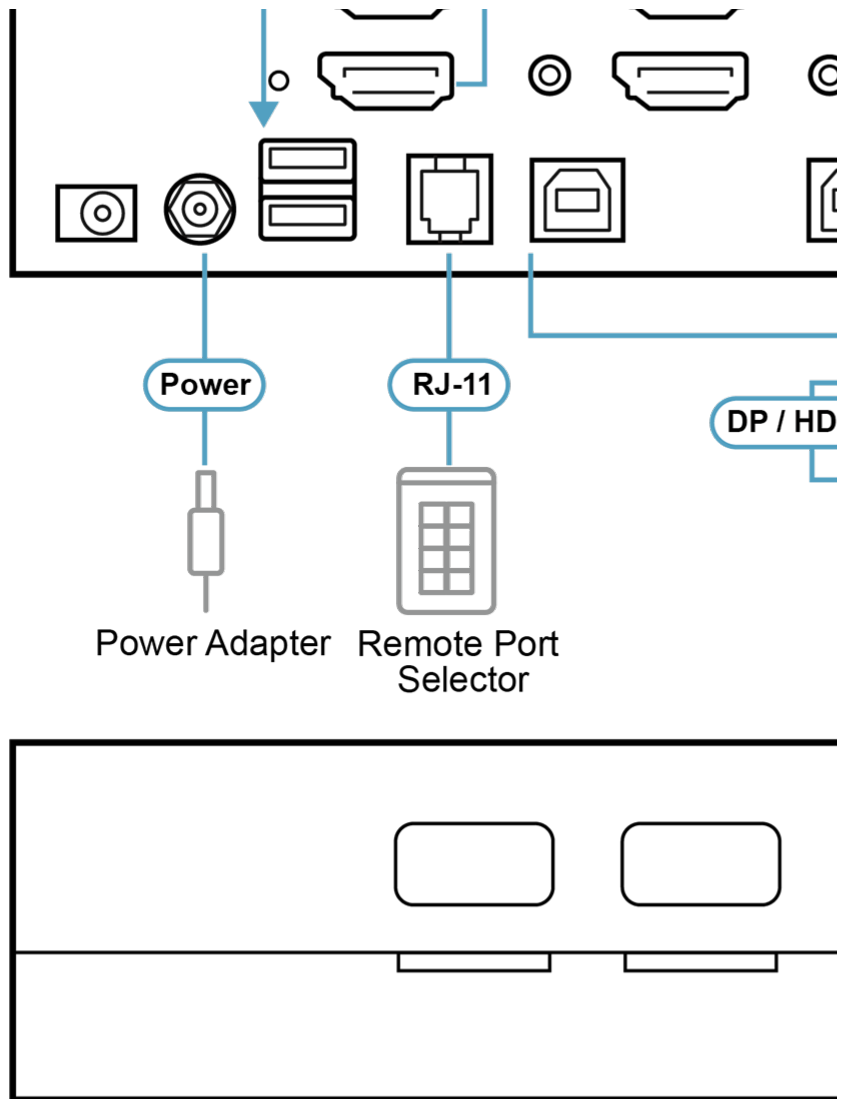 Power
RJ-11
DP / HD
Power Adapter
Remote Port
Selector